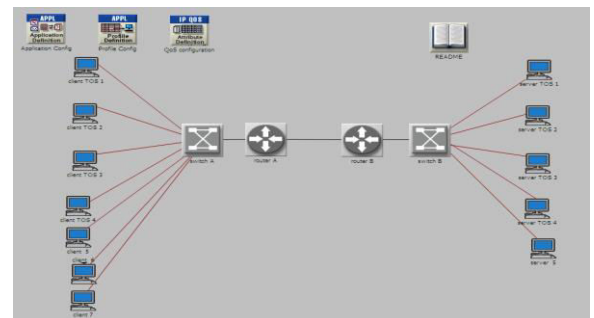 APPL
Application
Definition
Application Config
APPL
Profile
Definition
Profile Config
IP QOS
Attribute
Definition
QoS configuration
README
client TOS 1
client TOS 2
client TOS 3
client TOS 4
client 5
client 6
client 7
switch A
router A
router B
switch B
server TOS 1
server TOS 2
server TOS 3
server TOS 4
server 5